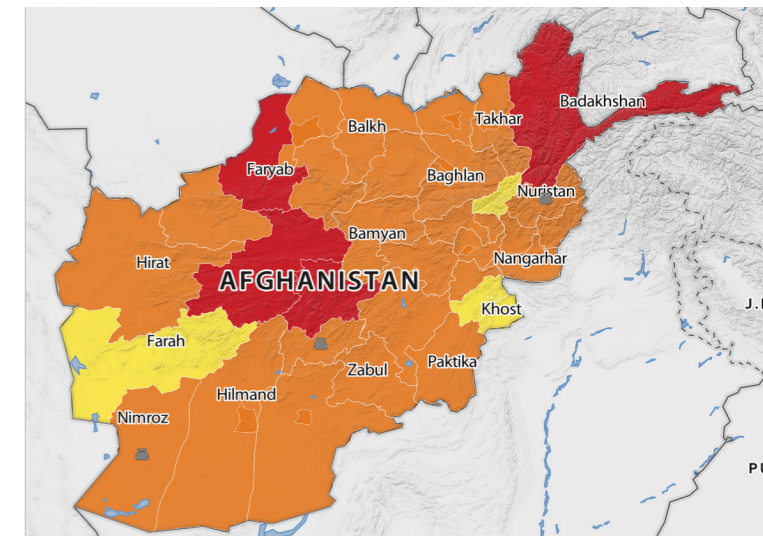 Badakhshan
Takhar
Balkh
Faryab
Baghlan
Nuristan
Bamyan
Hirat
Nangarhar
AFGHANISTAN
Khost
Farah
Paktika
Zabul
Hilmand
Nimroz